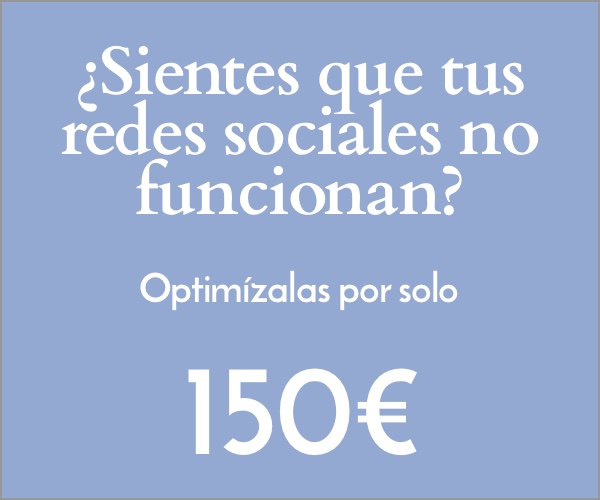 ¿Sientes que tus
redes sociales no
funcionan?
Optimízalas por solo
150€